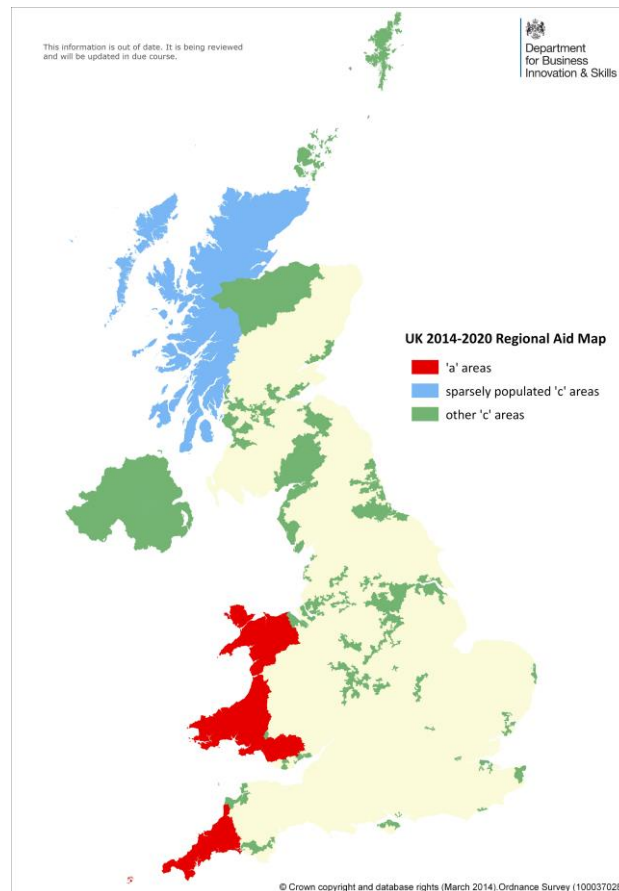 This information is out of date. It is being reviewed
and will be updated in due course.
Department
for Business
Innovation & Skills
UK 2014-2020 Regional Aid Map
'a' areas
sparsely populated 'c' areas
other 'c' areas
© Crown copyright and database rights (March 2014).Ordnance Survey (100037028